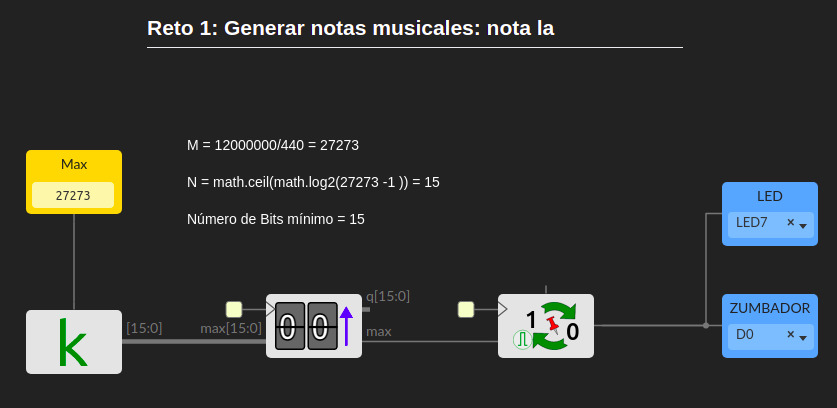 Reto 1: Generar notas musicales: nota la
M = 12000000/440 = 27273
N = math.ceil(math.log2(27273 -1 )) = 15
Número de Bits mínimo = 15
Max
27273
k
[15:0]
max[15:0]
00
q[15:0]
max
1
0
LED
LED7
ZUMBADOR
D0